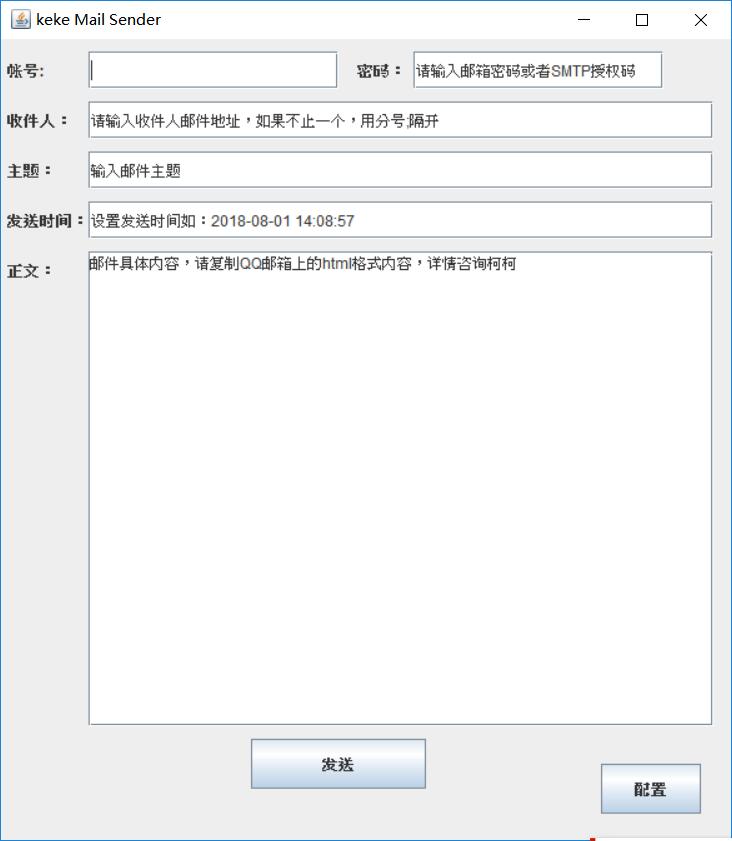 keke Mail Sender
帐号:
密码：
请输入邮箱密码或者SMTP授权码
收件人：
请输入收件人邮件地址，如果不止一个，用分号;隔开
主题：
输入邮件主题
发送时间：
设置发送时间如：2018-08-01 14:08:57
正文：
邮件具体内容，请复制QQ邮箱上的html格式内容，详情咨询柯柯
发送
配置